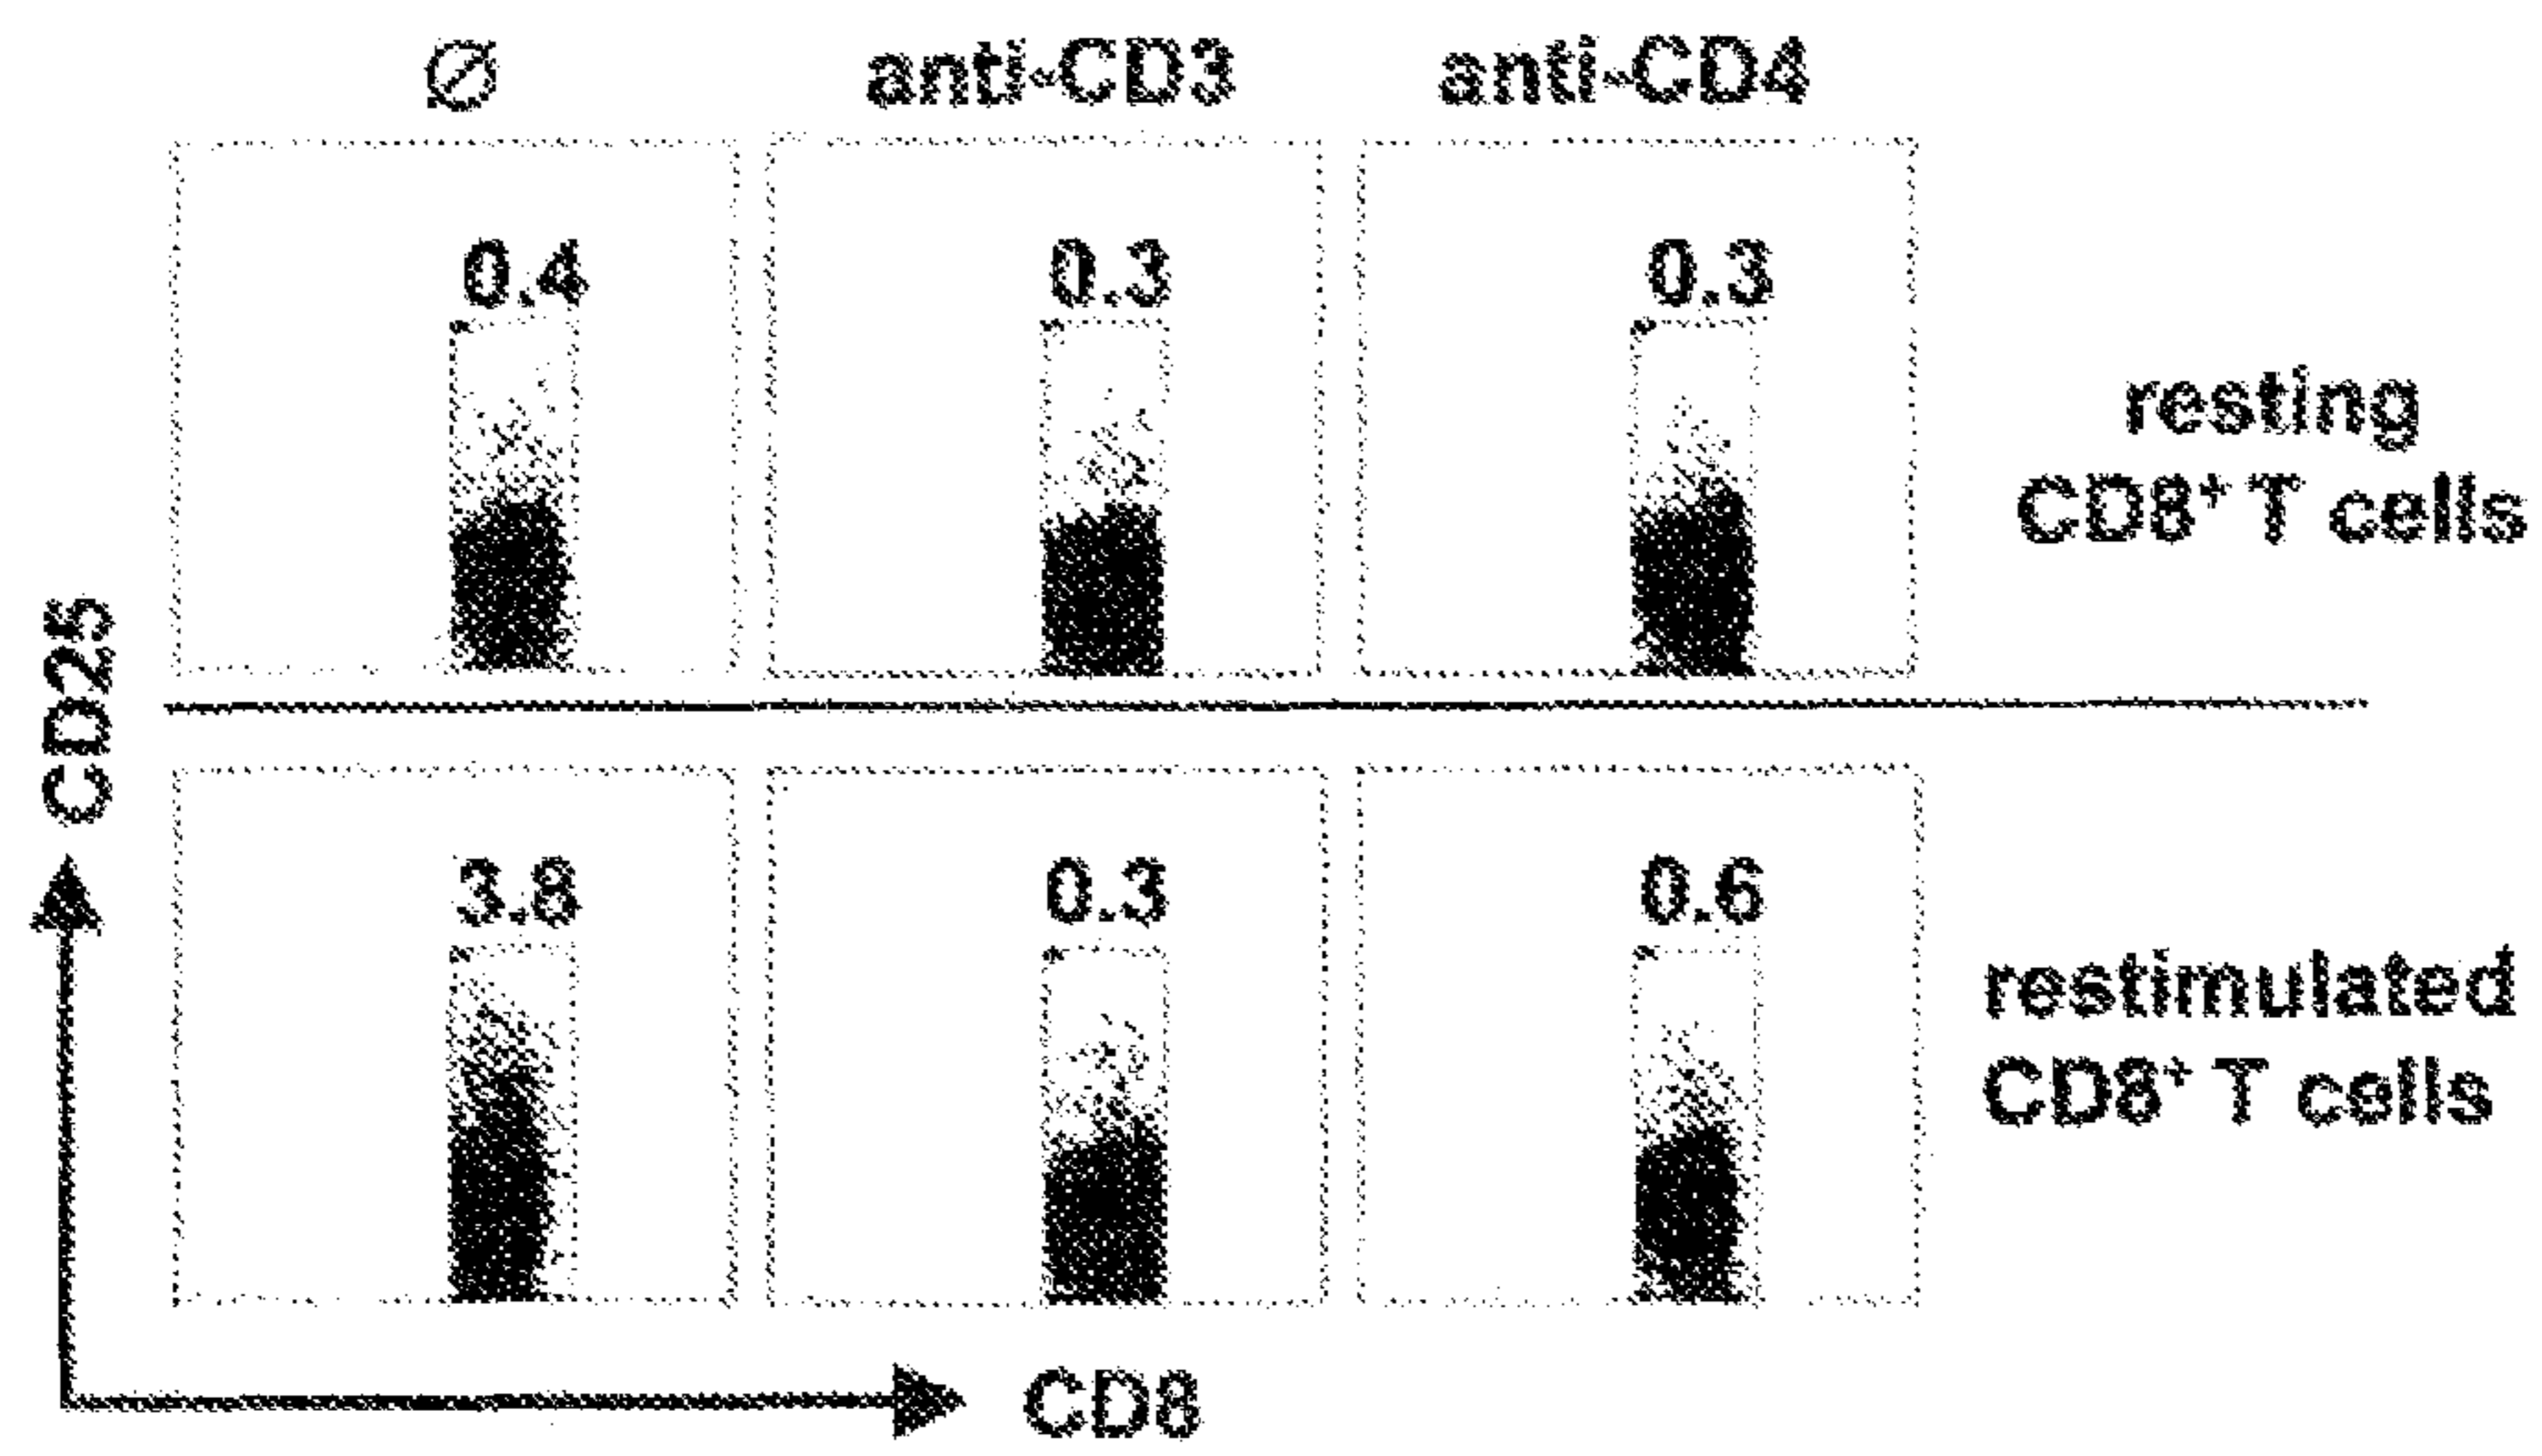 Ø anti-CD3 anti-CD4
0.4 0.3 0.3
resting
CD8⁺ T cells
CD25
3.8 0.3 0.6
restimulated
CD8⁺ T cells
CD8